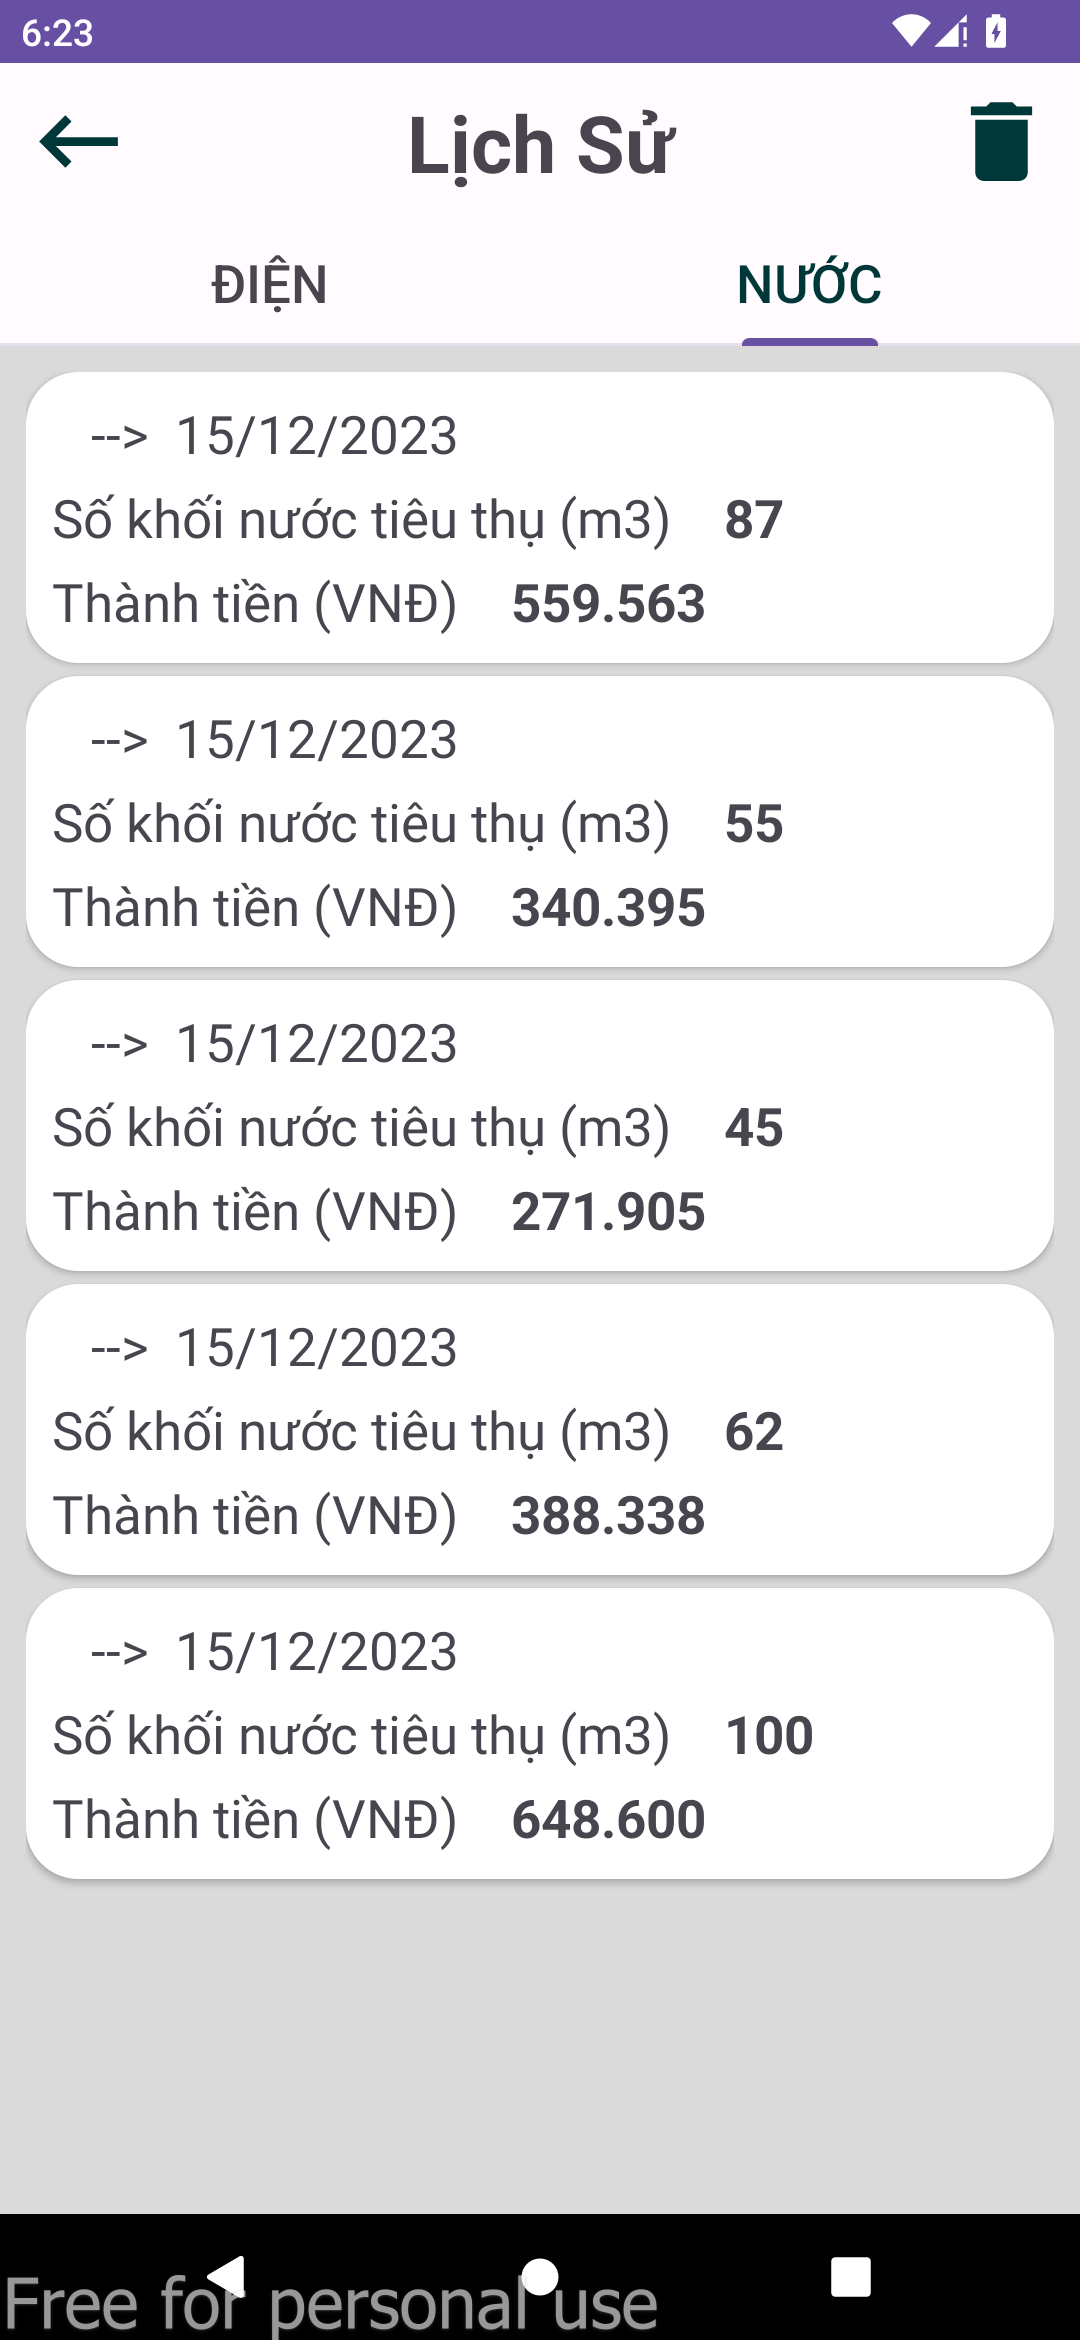 6:23
Lịch Sử
ĐIỆN NƯỚC
--> 15/12/2023
Số khối nước tiêu thụ (m3) 87
Thành tiền (VNĐ) 559.563
--> 15/12/2023
Số khối nước tiêu thụ (m3) 55
Thành tiền (VNĐ) 340.395
--> 15/12/2023
Số khối nước tiêu thụ (m3) 45
Thành tiền (VNĐ) 271.905
--> 15/12/2023
Số khối nước tiêu thụ (m3) 62
Thành tiền (VNĐ) 388.338
--> 15/12/2023
Số khối nước tiêu thụ (m3) 100
Thành tiền (VNĐ) 648.600
Free for personal use